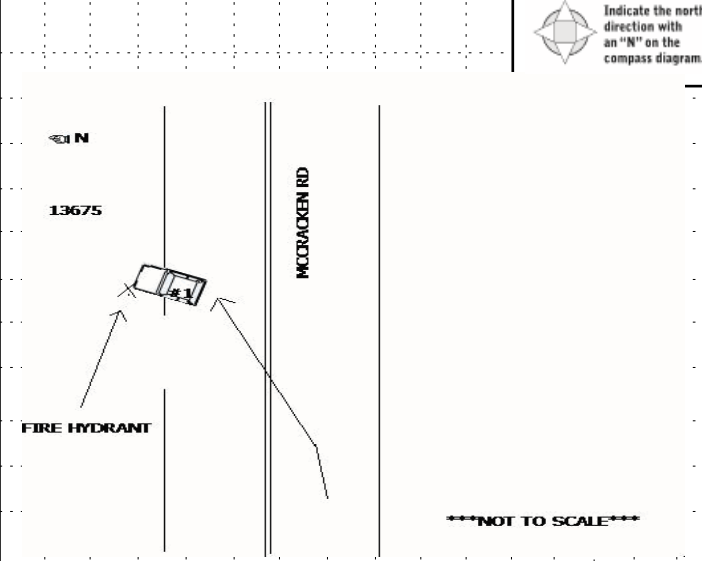 Indicate the north
direction with
an "N" on the
compass diagram.
N
13675
MCCRACKEN RD
#1
FIRE HYDRANT
***NOT TO SCALE***